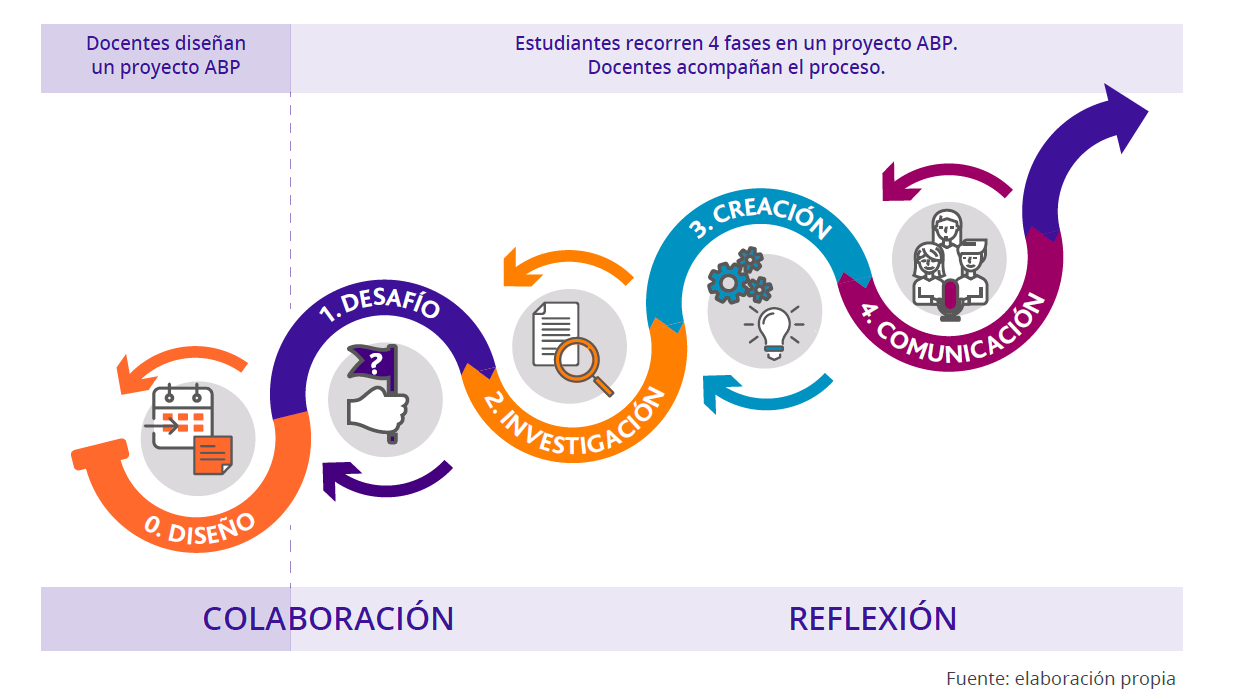 Docentes diseñan
un proyecto ABP
Estudiantes recorren 4 fases en un proyecto ABP.
Docentes acompañan el proceso.
0. DISEÑO
1. DESAFÍO
?
2. INVESTIGACIÓN
3. CREACIÓN
4. COMUNICACIÓN
COLABORACIÓN
REFLEXIÓN
Fuente: elaboración propia